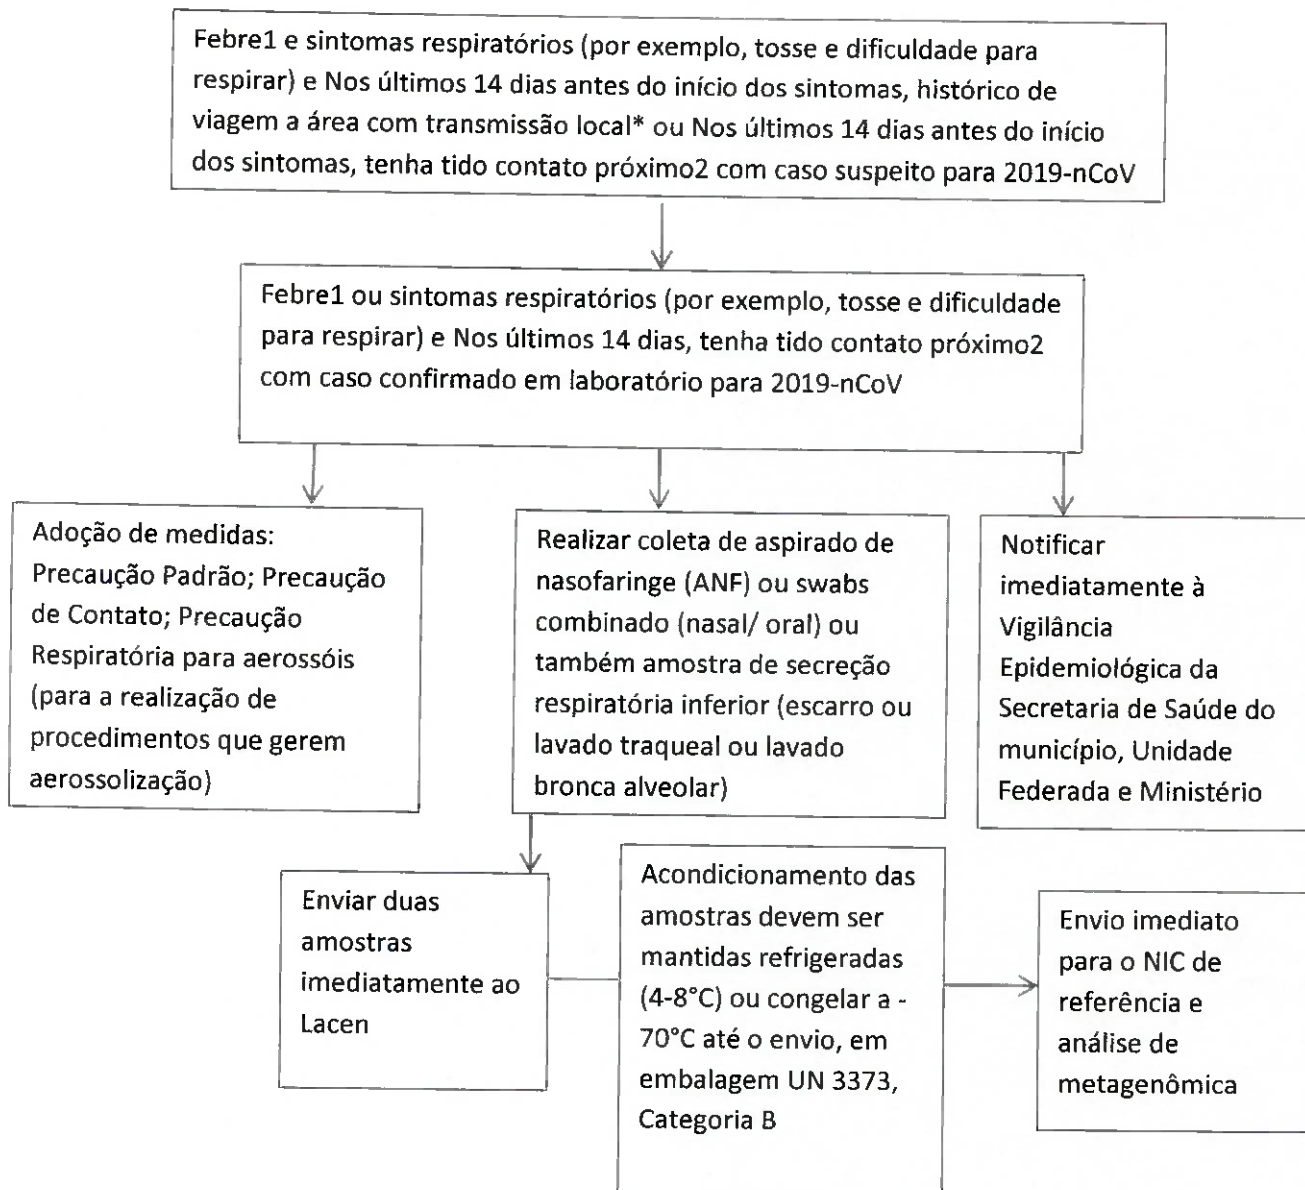 Febre1 e sintomas respiratórios (por exemplo, tosse e dificuldade para
respirar) e Nos últimos 14 dias antes do início dos sintomas, histórico de
viagem a área com transmissão local* ou Nos últimos 14 dias antes do início
dos sintomas, tenha tido contato próximo2 com caso suspeito para 2019-nCoV
Febre1 ou sintomas respiratórios (por exemplo, tosse e dificuldade
para respirar) e Nos últimos 14 dias, tenha tido contato próximo2
com caso confirmado em laboratório para 2019-nCoV
Adoção de medidas:
Precaução Padrão; Precaução
de Contato; Precaução
Respiratória para aerossóis
(para a realização de
procedimentos que gerem
aerossolização)
Realizar coleta de aspirado de
nasofaringe (ANF) ou swabs
combinado (nasal/ oral) ou
também amostra de secreção
respiratória inferior (escarro ou
lavado traqueal ou lavado
bronca alveolar)
Notificar
imediatamente à
Vigilância
Epidemiológica da
Secretaria de Saúde do
município, Unidade
Federada e Ministério
Enviar duas
amostras
imediatamente ao
Lacen
Acondicionamento das
amostras devem ser
mantidas refrigeradas
(4-8°C) ou congelar a -
70°C até o envio, em
embalagem UN 3373,
Categoria B
Envio imediato
para o NIC de
referência e
análise de
metagenômica